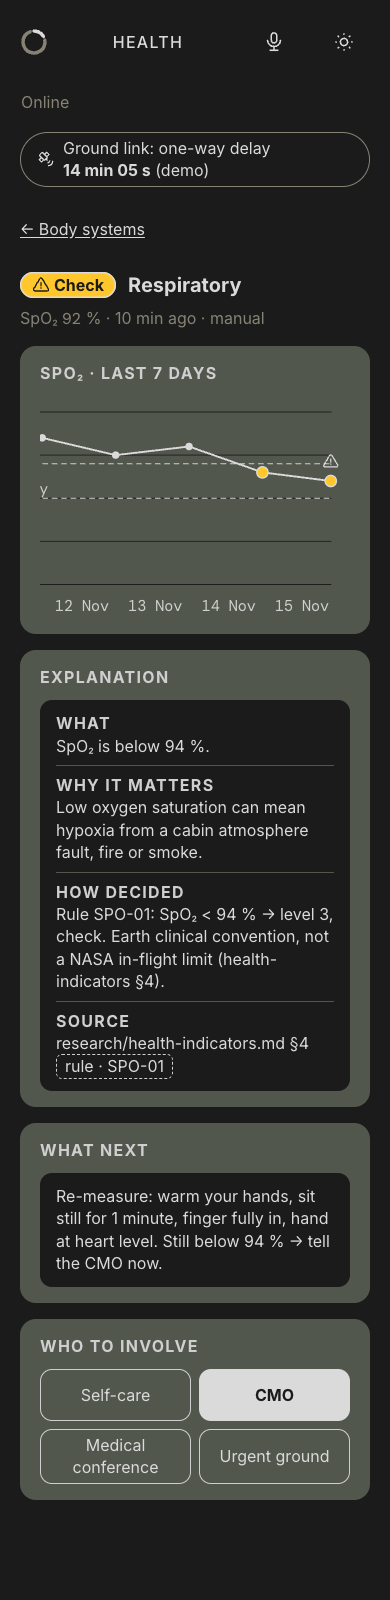 HEALTH
Online
Ground link: one-way delay
14 min 05 s (demo)
← Body systems
Check Respiratory
SpO₂ 92 % · 10 min ago · manual
SPO₂ · LAST 7 DAYS
y
12 Nov 13 Nov 14 Nov 15 Nov
EXPLANATION
WHAT
SpO₂ is below 94 %.
WHY IT MATTERS
Low oxygen saturation can mean
hypoxia from a cabin atmosphere
fault, fire or smoke.
HOW DECIDED
Rule SPO-01: SpO₂ < 94 % → level 3,
check. Earth clinical convention, not
a NASA in-flight limit (health-
indicators §4).
SOURCE
research/health-indicators.md §4
rule · SPO-01
WHAT NEXT
Re-measure: warm your hands, sit
still for 1 minute, finger fully in, hand
at heart level. Still below 94 % → tell
the CMO now.
WHO TO INVOLVE
Self-care
CMO
Medical
conference
Urgent ground